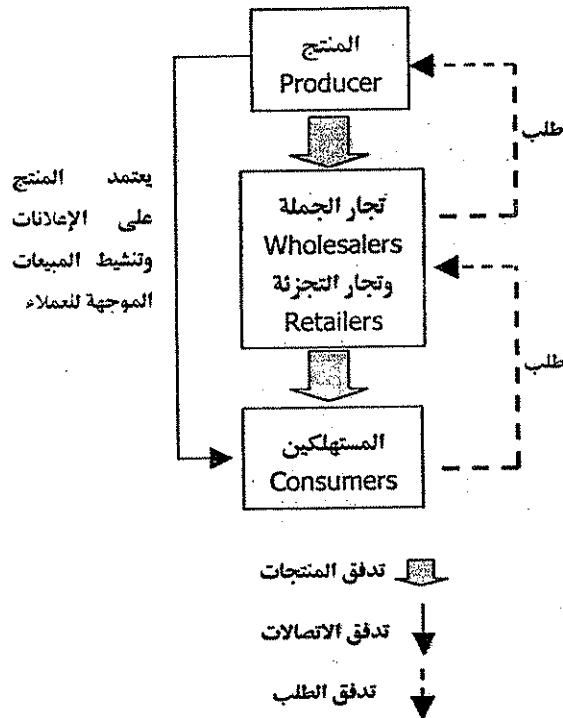 المنتج
Producer
طلب
يعتمد المنتج
على الإعلانات
وتنشيط المبيعات
الموجهة للعملاء
تجار الجملة
Wholesalers
وتجار التجزئة
Retailers
طلب
المستهلكين
Consumers
تدفق المنتجات
تدفق الاتصالات
تدفق الطلب